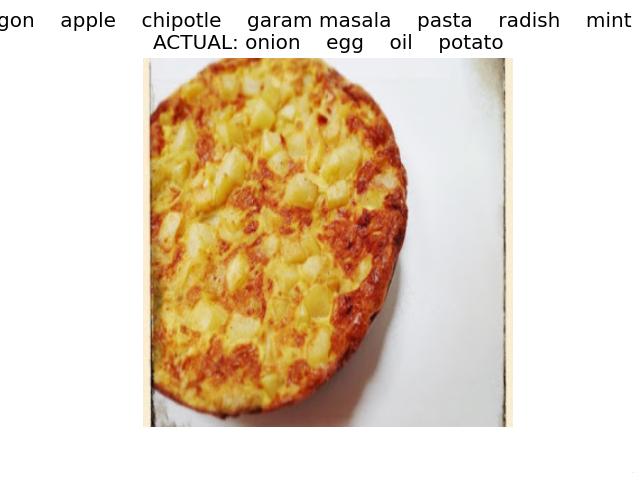 gon apple chipotle garam masala pasta radish mint
ACTUAL: onion egg oil potato